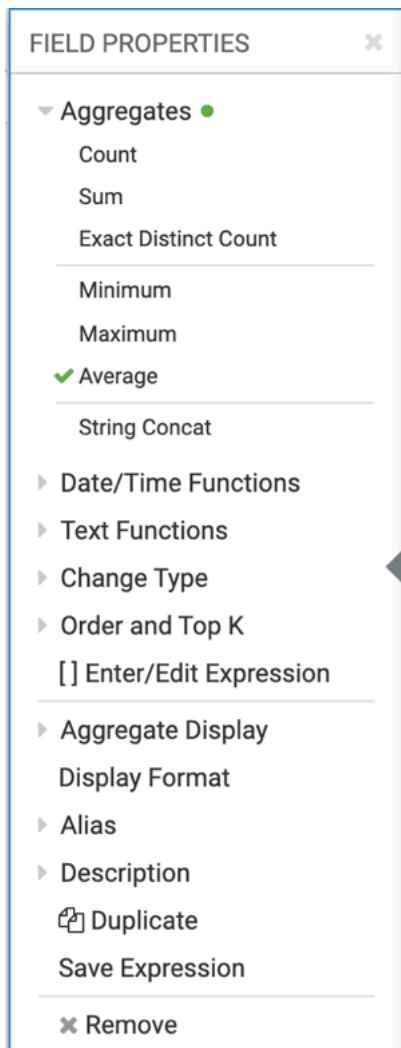 FIELD PROPERTIES
Aggregates
Count
Sum
Exact Distinct Count
Minimum
Maximum
Average
String Concat
Date/Time Functions
Text Functions
Change Type
Order and Top K
[ ] Enter/Edit Expression
Aggregate Display
Display Format
Alias
Description
Duplicate
Save Expression
Remove